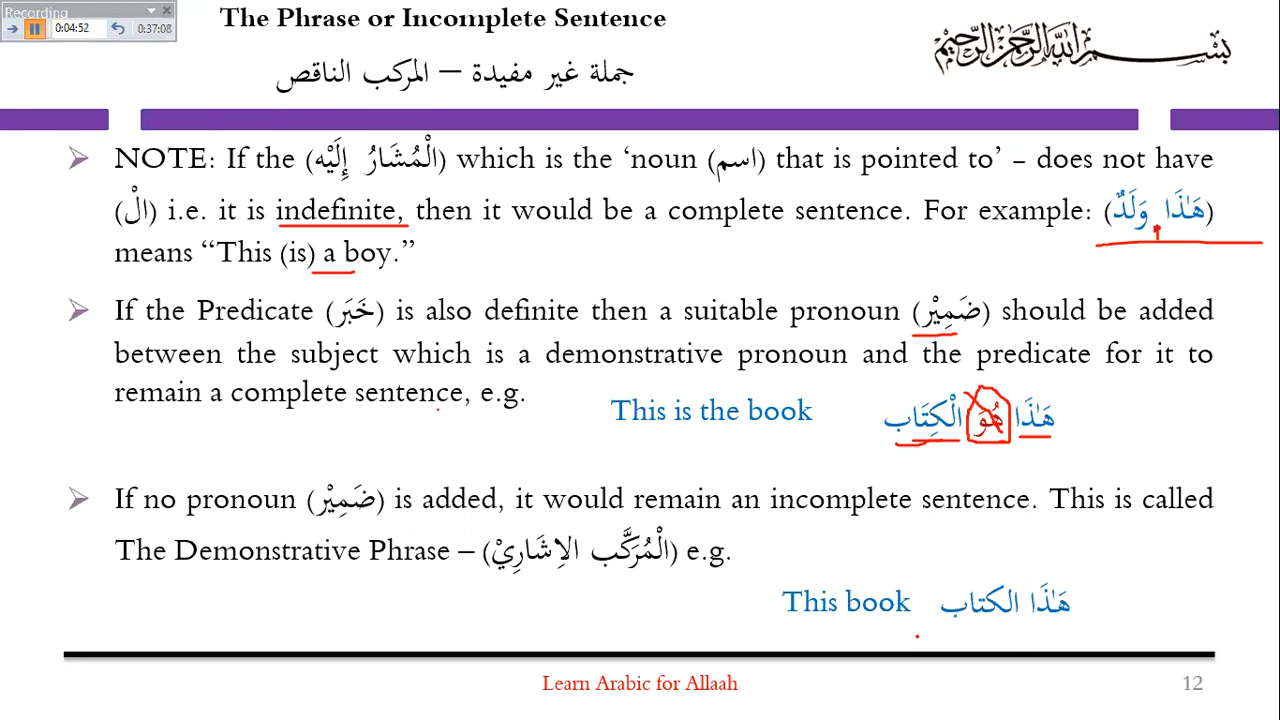 Recording
0:04:52
0:37:08
The Phrase or Incomplete Sentence
جملة غير مفيدة – المركب الناقص
بسم الله الرحمن الرحيم
NOTE: If the (الْمُشَارُ إِلَيْه) which is the ‘noun (اسم) that is pointed to’ – does not have
(الْ) i.e. it is indefinite, then it would be a complete sentence. For example: (هَـٰذَا وَلَدٌ)
means “This (is) a boy.”
If the Predicate (خَبَر) is also definite then a suitable pronoun (ضَمِيْر) should be added
between the subject which is a demonstrative pronoun and the predicate for it to
remain a complete sentence, e.g.
This is the book هَـٰذَا هُوَ الْكِتَاب
If no pronoun (ضَمِيْر) is added, it would remain an incomplete sentence. This is called
The Demonstrative Phrase – (الْمُرَكَّب الاِشَارِيْ) e.g.
This book هَـٰذَا الكتاب
Learn Arabic for Allaah
12